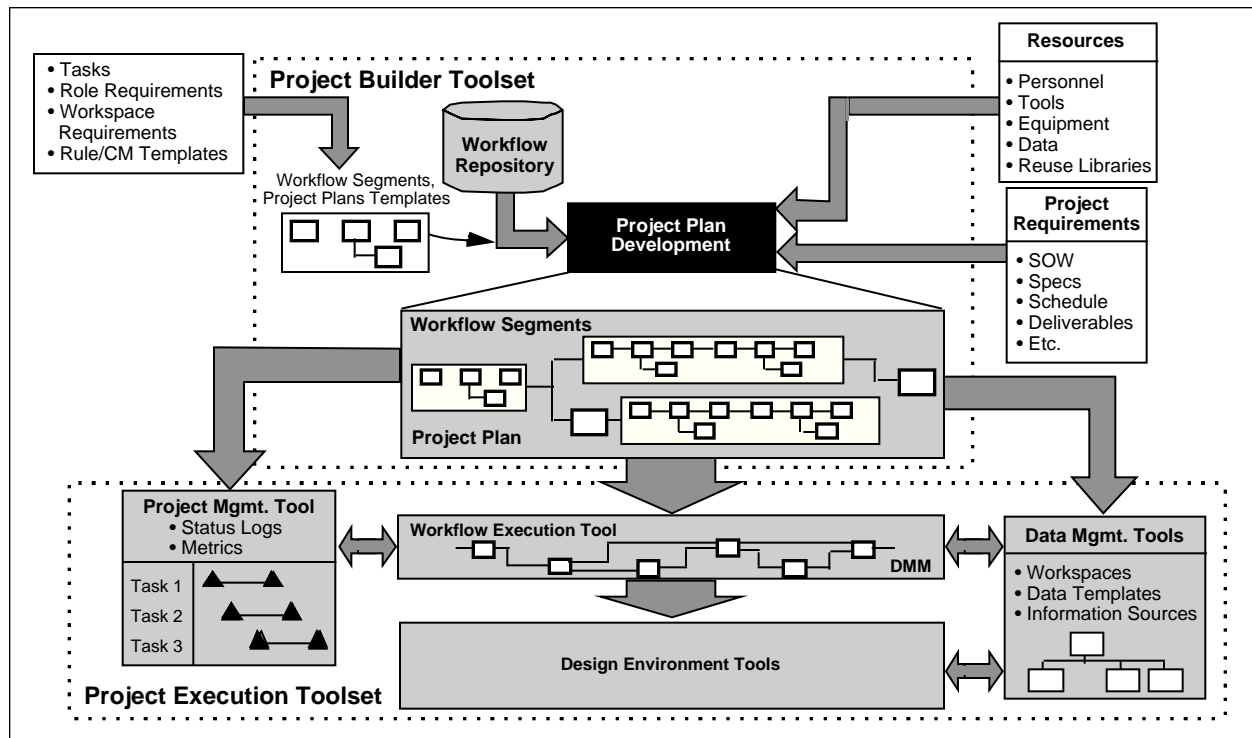 Resources
• Personnel
• Tools
• Equipment
• Data
• Reuse Libraries
• Tasks
• Role Requirements
• Workspace
Requirements
• Rule/CM Templates
Project Builder Toolset
Workflow
Repository
Workflow Segments,
Project Plans Templates
Project Plan
Development
Project
Requirements
• SOW
• Specs
• Schedule
• Deliverables
• Etc.
Workflow Segments
Project Plan
Project Mgmt. Tool
• Status Logs
• Metrics
Task 1
Task 2
Task 3
Workflow Execution Tool
DMM
Data Mgmt. Tools
• Workspaces
• Data Templates
• Information Sources
Design Environment Tools
Project Execution Toolset